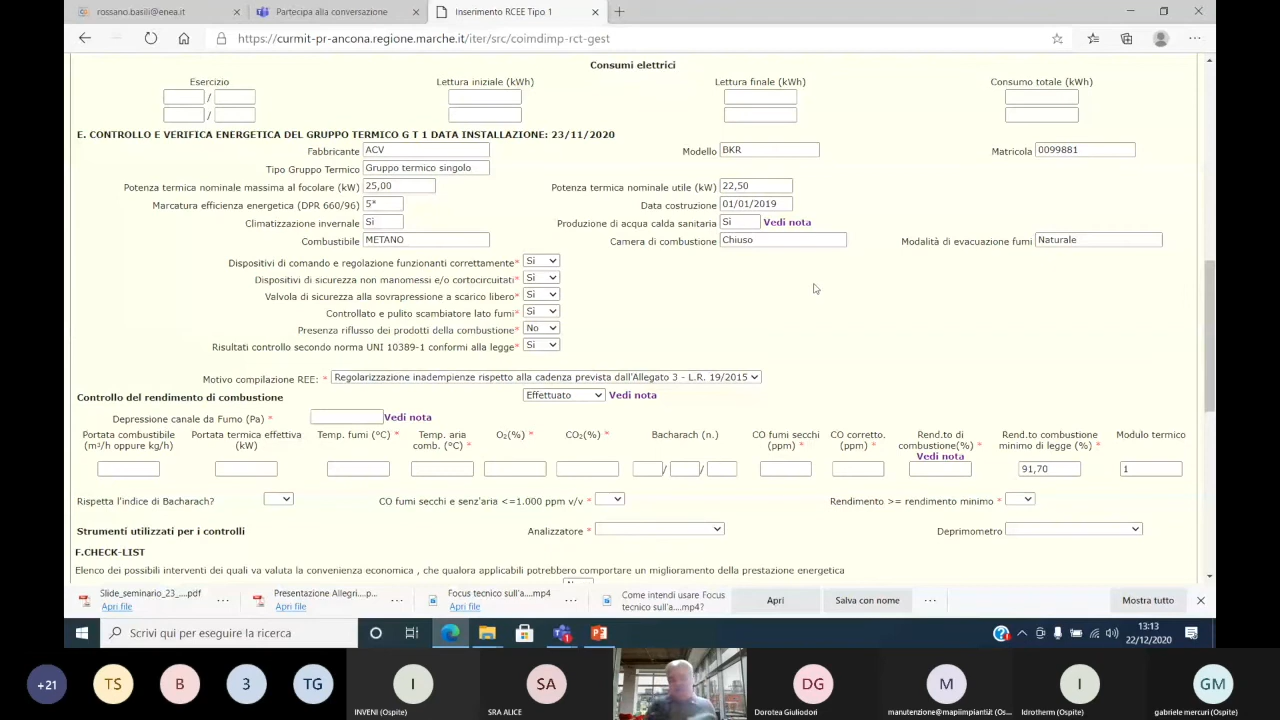 rossano.basili@enea.it
Partecipa alla conversazione
Inserimento RCEE Tipo 1
https://curmit-pr-ancona.regione.marche.it/iter/src/coimdimp-rct-gest
Consumi elettrici
Esercizio Lettura iniziale (kWh) Lettura finale (kWh) Consumo totale (kWh)
/
/
E. CONTROLLO E VERIFICA ENERGETICA DEL GRUPPO TERMICO G T 1 DATA INSTALLAZIONE: 23/11/2020
Fabbricante ACV Modello BKR Matricola 0099881
Tipo Gruppo Termico Gruppo termico singolo
Potenza termica nominale massima al focolare (kW) 25,00 Potenza termica nominale utile (kW) 22,50
Marcatura efficienza energetica (DPR 660/96) 5* Data costruzione 01/01/2019
Climatizzazione invernale Si Produzione di acqua calda sanitaria Si Vedi nota
Combustibile METANO Camera di combustione Chiuso Modalità di evacuazione fumi Naturale
Dispositivi di comando e regolazione funzionanti correttamente* Si
Dispositivi di sicurezza non manomessi e/o cortocircuitati* Si
Valvola di sicurezza alla sovrapressione a scarico libero* Si
Controllato e pulito scambiatore lato fumi* Si
Presenza riflusso dei prodotti della combustione* No
Risultati controllo secondo norma UNI 10389-1 conformi alla legge* Si
Motivo compilazione REE: * Regolarizzazione inadempienze rispetto alla cadenza prevista dall'Allegato 3 - L.R. 19/2015
Controllo del rendimento di combustione Effettuato Vedi nota
Depressione canale da Fumo (Pa) * Vedi nota
Portata combustibile (m³/h oppure kg/h) Portata termica effettiva (kW) Temp. fumi (°C) * Temp. aria comb. (°C) * O₂(%) * CO₂(%) * Bacharach (n.) CO fumi secchi (ppm) * CO corretto. (ppm) * Rend.to di combustione(%) * Vedi nota Rend.to combustione minimo di legge (%) * Modulo termico
/ / 91,70 1
Rispetta l'indice di Bacharach? CO fumi secchi e senz'aria <=1.000 ppm v/v * Rendimento >= rendimento minimo *
Strumenti utilizzati per i controlli Analizzatore * Deprimometro
F.CHECK-LIST
Elenco dei possibili interventi dei quali va valuta la convenienza economica , che qualora applicabili potrebbero comportare un miglioramento della prestazione energetica
Slide_seminario_23_....pdf
Apri file
Presentazione Allegri....p...
Apri file
Focus tecnico sull'a....mp4
Apri file
Come intendi usare Focus tecnico sull'a....mp4?
Apri
Salva con nome
Mostra tutto
Scrivi qui per eseguire la ricerca
13:13
22/12/2020
+21 TS B 3 TG I SA DG M I GM
INVENI (Ospite) SRA ALICE Dorotea Giuliodori manutenzione@mapiimpianti.it (Os... Idrotherm (Ospite) gabriele mercuri (Ospite)